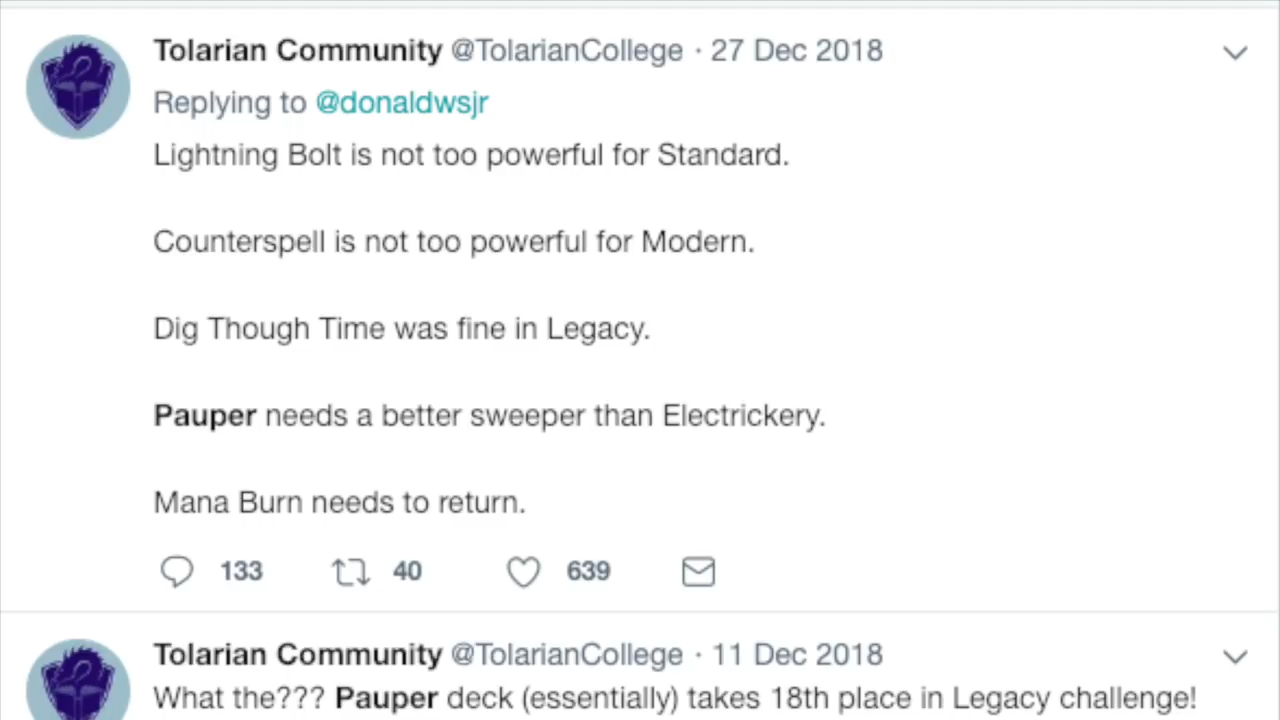 Tolarian Community @TolarianCollege · 27 Dec 2018
Replying to @donaldwsjr
Lightning Bolt is not too powerful for Standard.
Counterspell is not too powerful for Modern.
Dig Though Time was fine in Legacy.
Pauper needs a better sweeper than Electrickery.
Mana Burn needs to return.
133 40 639
Tolarian Community @TolarianCollege · 11 Dec 2018
What the??? Pauper deck (essentially) takes 18th place in Legacy challenge!